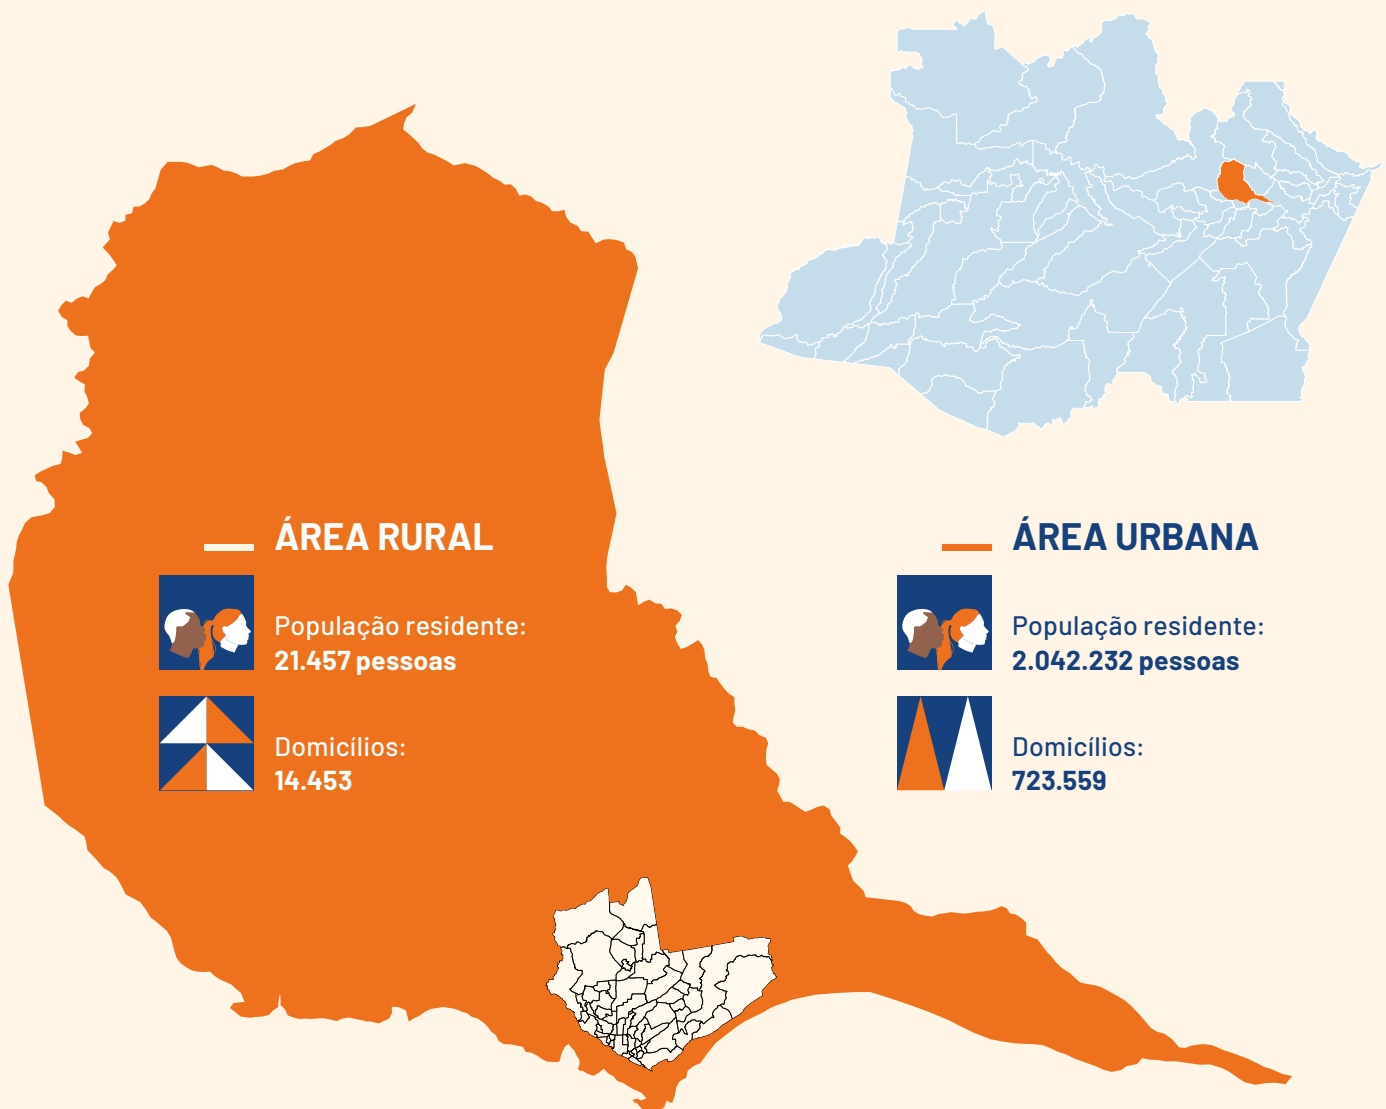 ÁREA RURAL
População residente:
21.457 pessoas
Domicílios:
14.453
ÁREA URBANA
População residente:
2.042.232 pessoas
Domicílios:
723.559